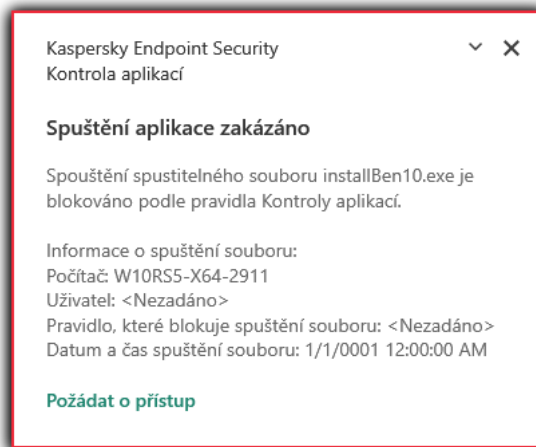 Kaspersky Endpoint Security
Kontrola aplikací
Spuštění aplikace zakázáno
Spouštění spustitelného souboru installBen10.exe je
blokováno podle pravidla Kontroly aplikací.
Informace o spuštění souboru:
Počítač: W10RS5-X64-2911
Uživatel: <Nezadáno>
Pravidlo, které blokuje spuštění souboru: <Nezadáno>
Datum a čas spuštění souboru: 1/1/0001 12:00:00 AM
Požádat o přístup